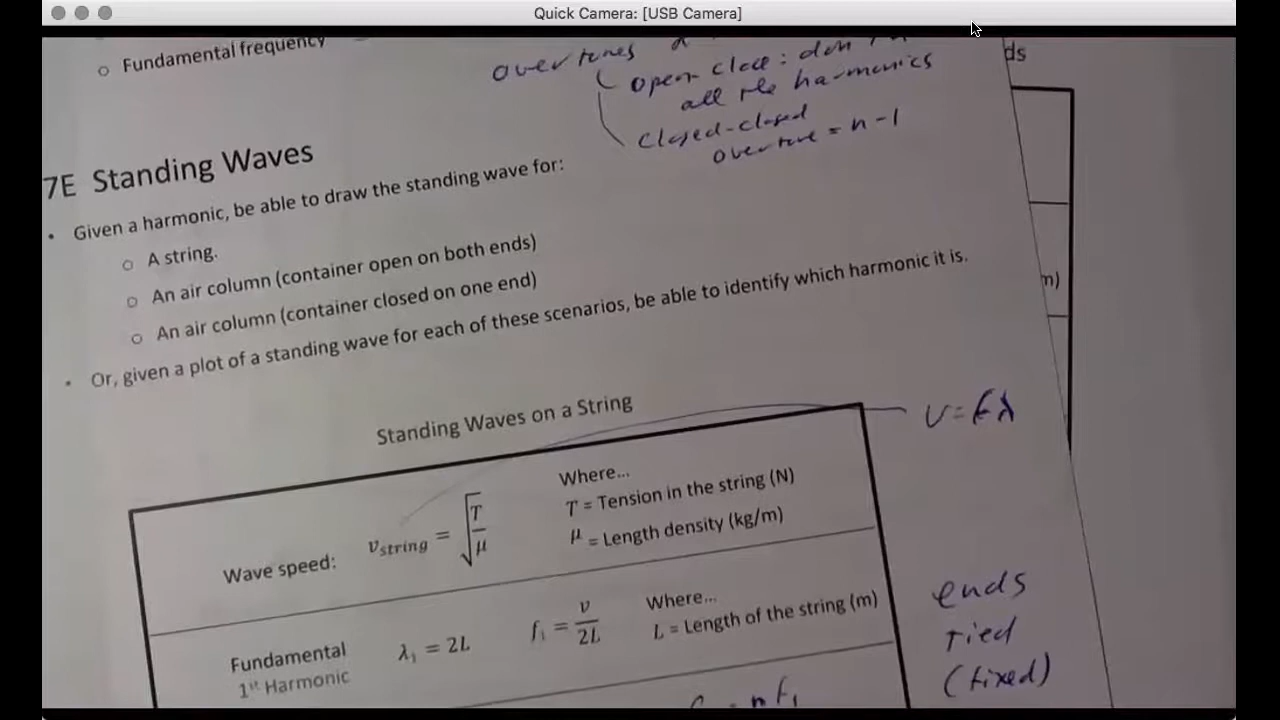 Quick Camera: [USB Camera]
Fundamental frequency
overtones
open close: don
all the harmonics
closed-closed
overtone = n-1
ds
7E Standing Waves
• Given a harmonic, be able to draw the standing wave for:
○ A string.
○ An air column (container open on both ends)
○ An air column (container closed on one end)
m)
• Or, given a plot of a standing wave for each of these scenarios, be able to identify which harmonic it is.
Standing Waves on a String
v = fλ
Wave speed: v_string = √(T/μ) Where...
T = Tension in the string (N)
μ = Length density (kg/m)
Fundamental
1st Harmonic
λ₁ = 2L f₁ = v/2L Where...
L = Length of the string (m)
ends
tied
(fixed)
= nf₁